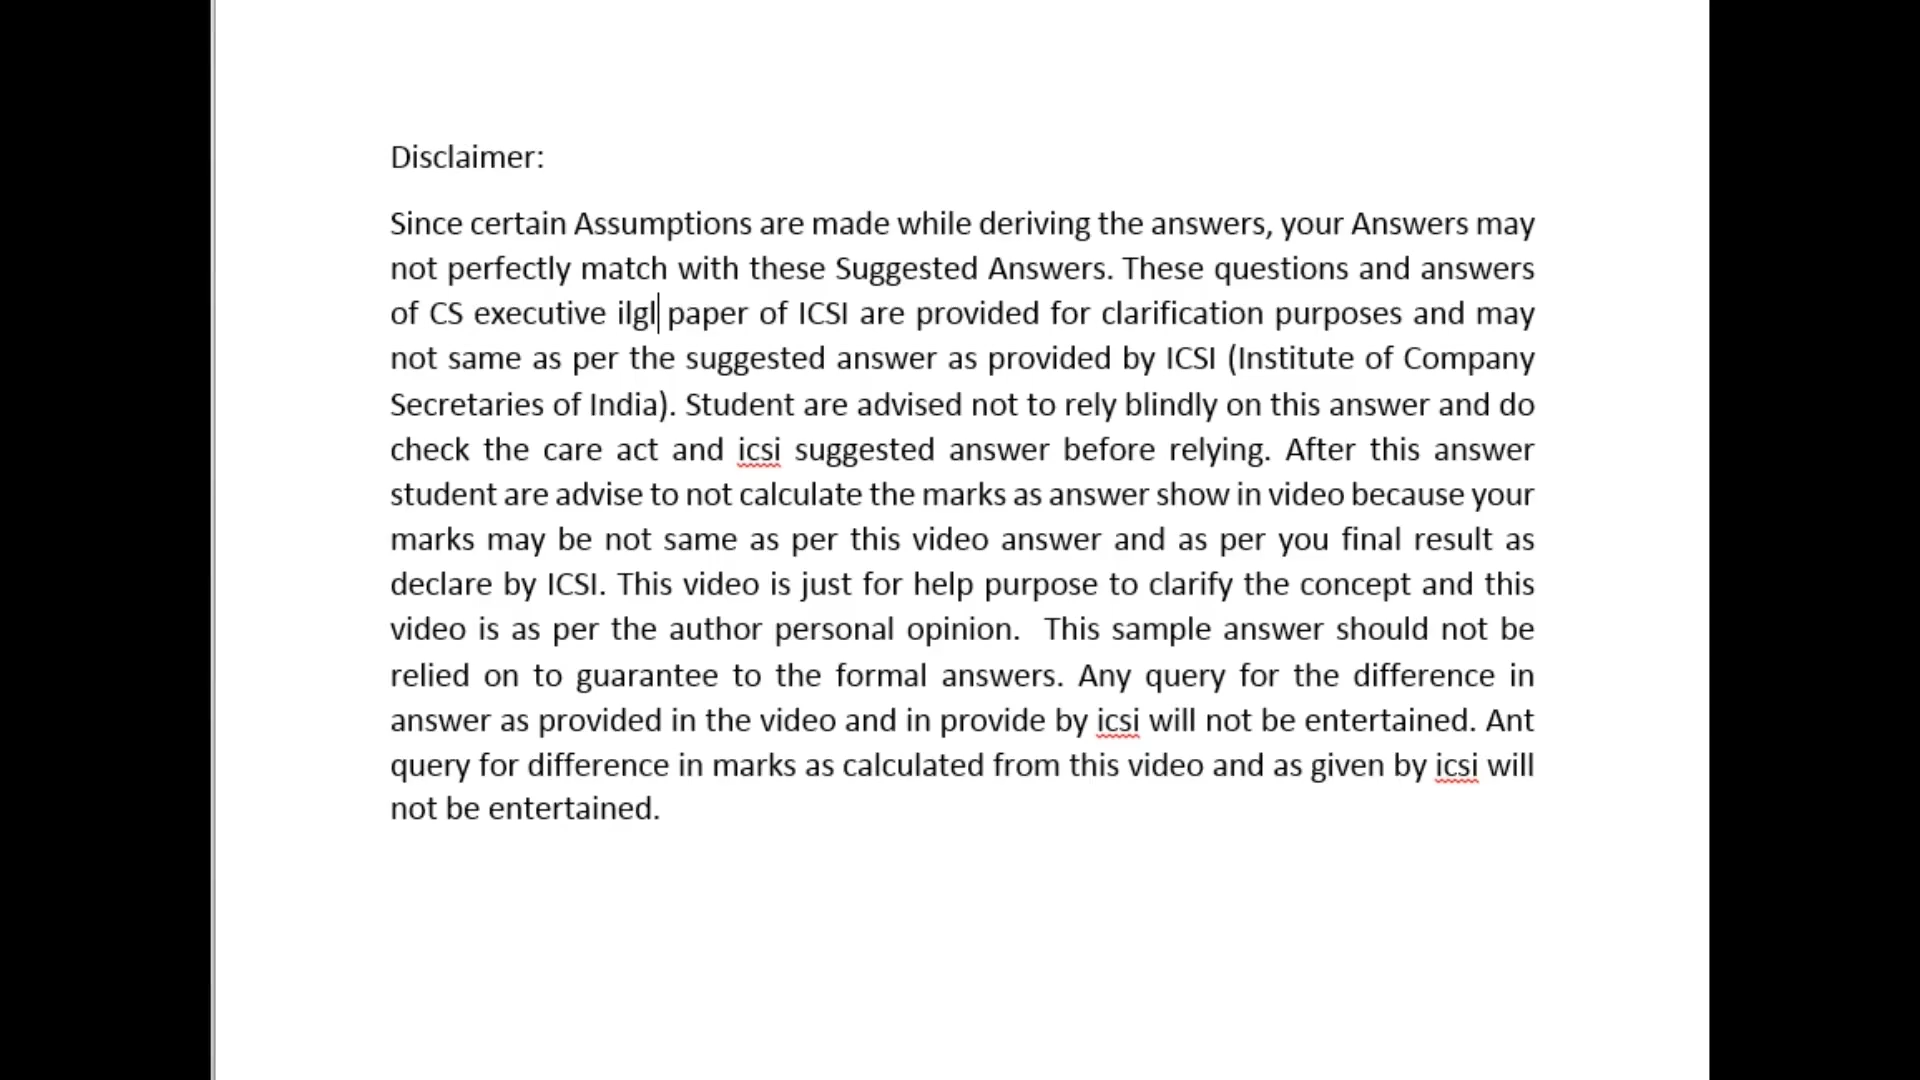 Disclaimer:
Since certain Assumptions are made while deriving the answers, your Answers may
not perfectly match with these Suggested Answers. These questions and answers
of CS executive ilgl paper of ICSI are provided for clarification purposes and may
not same as per the suggested answer as provided by ICSI (Institute of Company
Secretaries of India). Student are advised not to rely blindly on this answer and do
check the care act and icsi suggested answer before relying. After this answer
student are advise to not calculate the marks as answer show in video because your
marks may be not same as per this video answer and as per you final result as
declare by ICSI. This video is just for help purpose to clarify the concept and this
video is as per the author personal opinion.  This sample answer should not be
relied on to guarantee to the formal answers. Any query for the difference in
answer as provided in the video and in provide by icsi will not be entertained. Ant
query for difference in marks as calculated from this video and as given by icsi will
not be entertained.